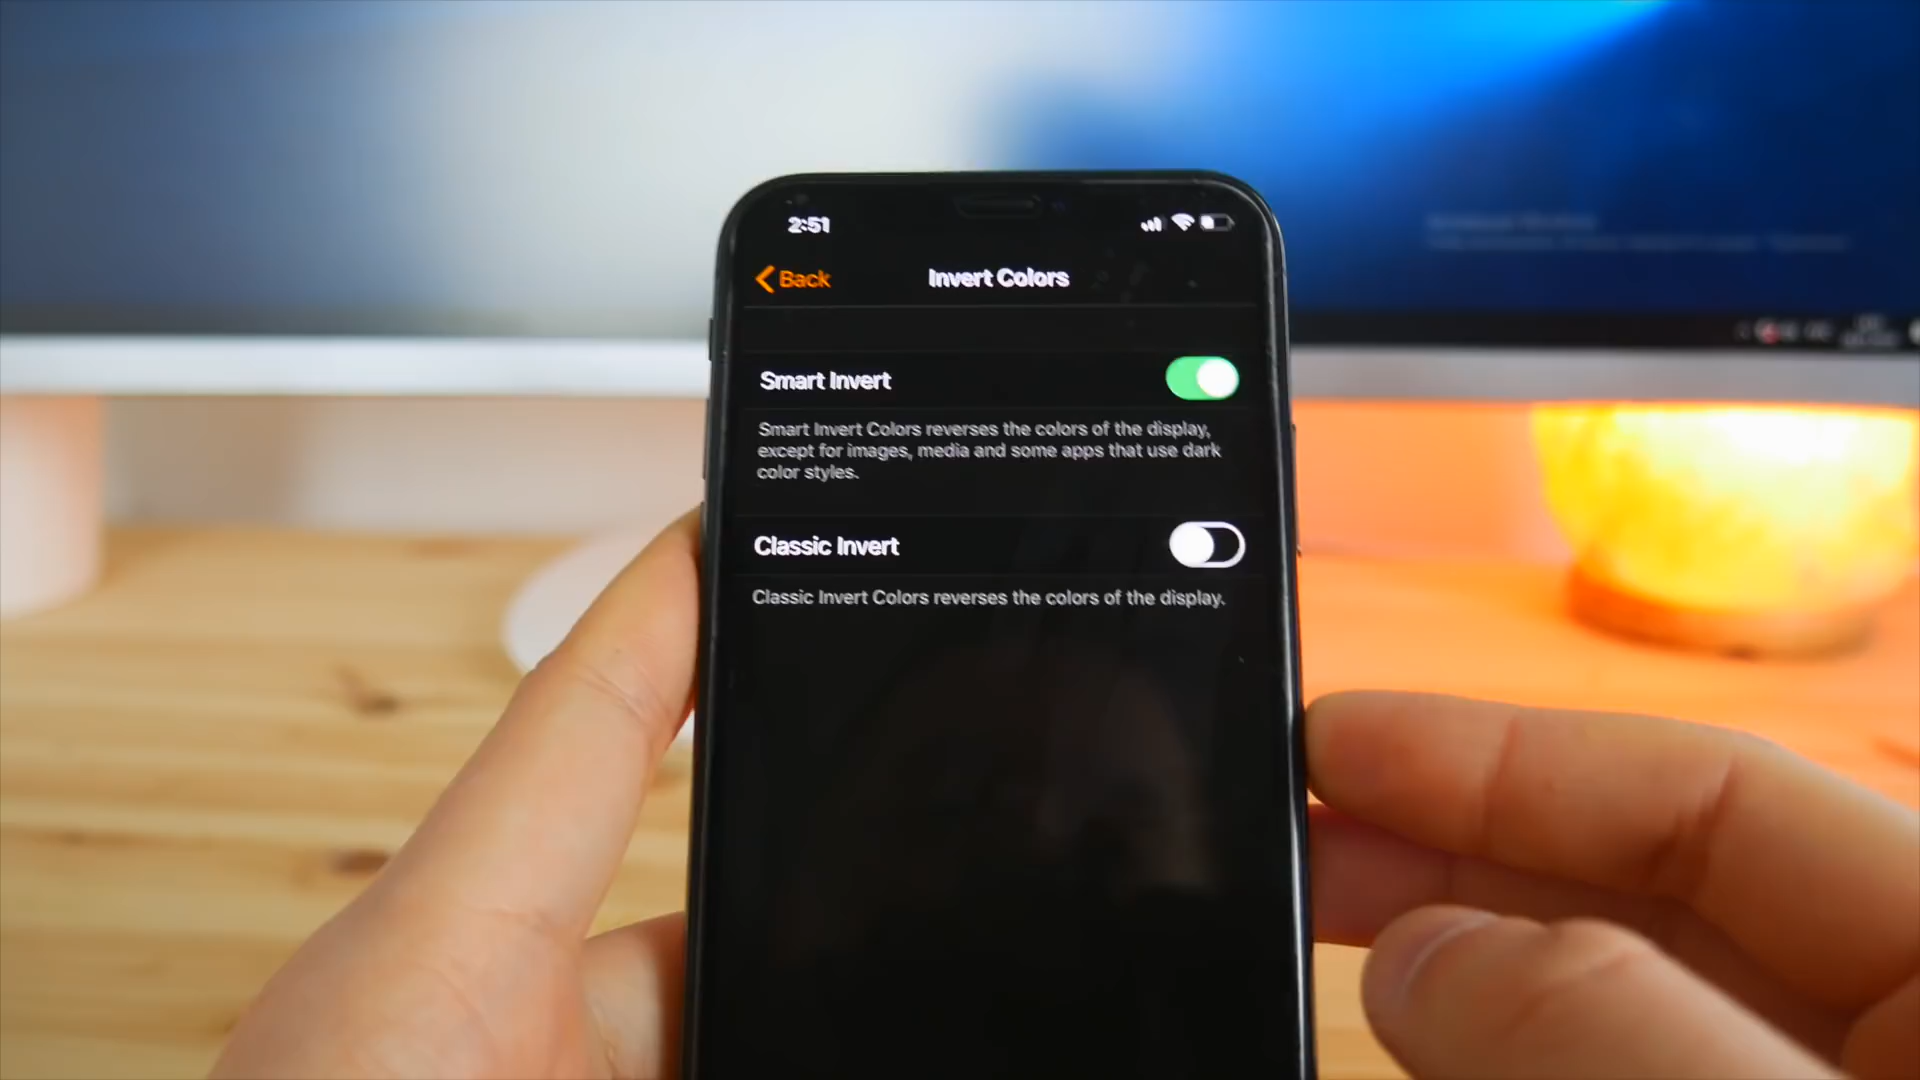 2:51
Back
Invert Colors
Smart Invert
Smart Invert Colors reverses the colors of the display,
except for images, media and some apps that use dark
color styles.
Classic Invert
Classic Invert Colors reverses the colors of the display.